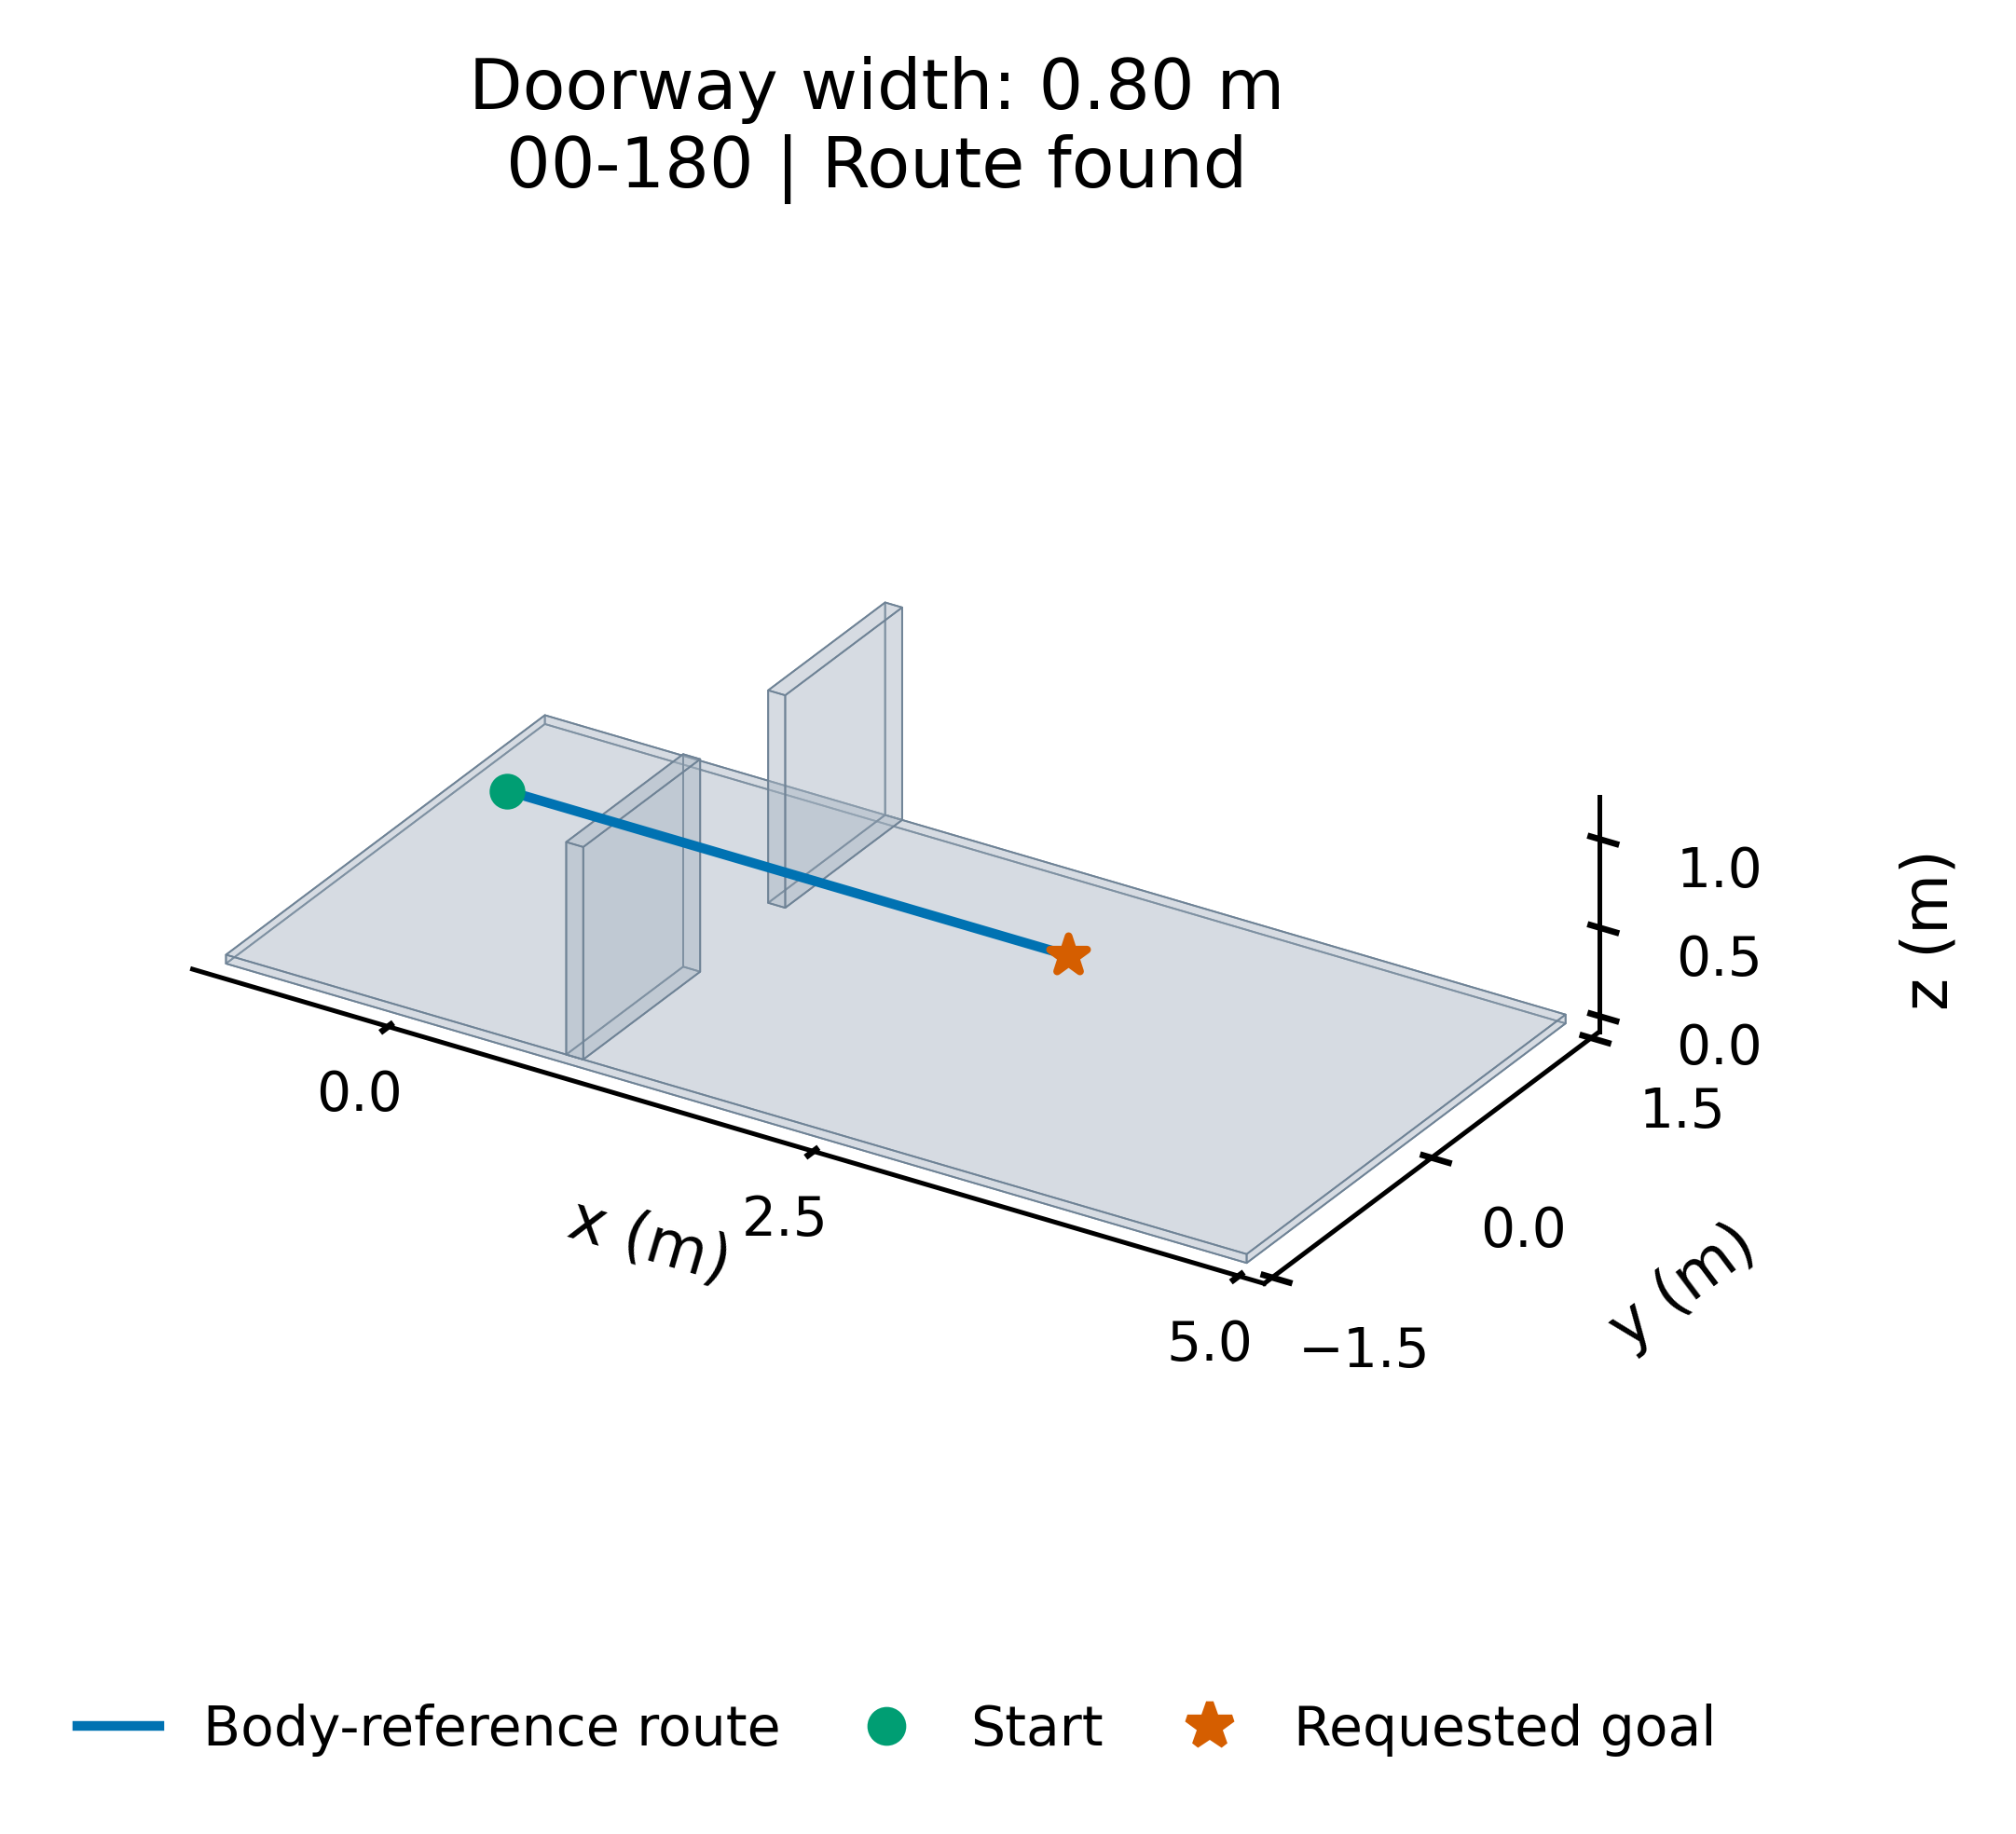 Doorway width: 0.80 m
00-180 | Route found
1.0
0.5
0.0
z (m)
1.5
0.0
−1.5
y (m)
0.0
2.5
5.0
x (m)
Body-reference route
Start
Requested goal